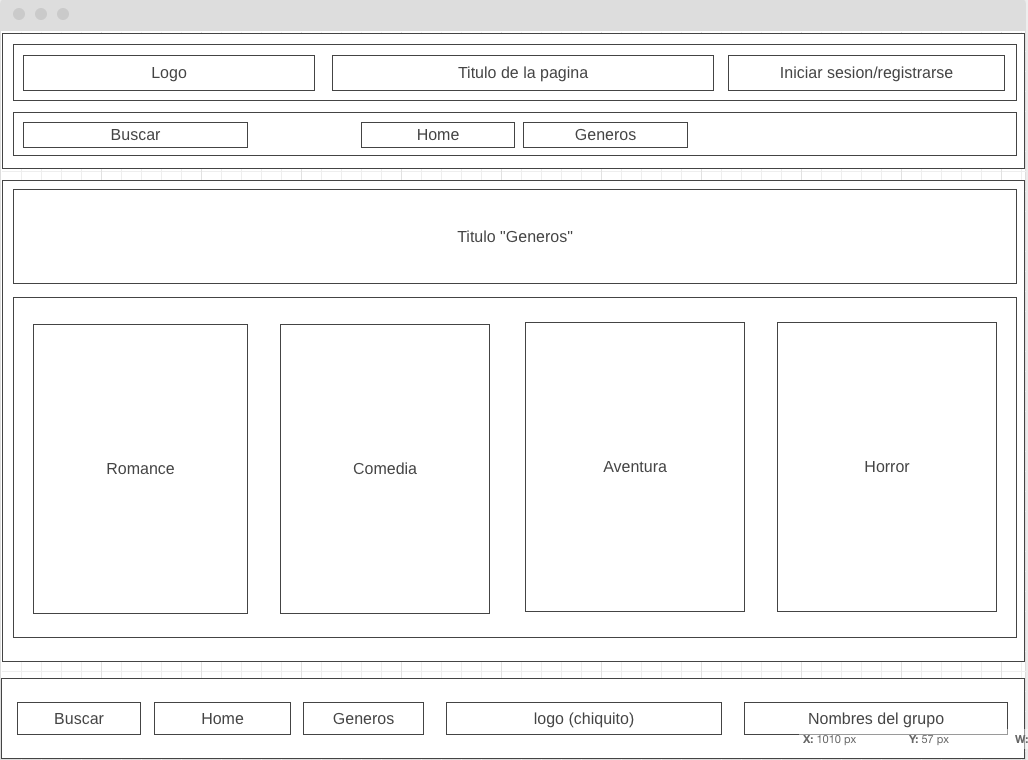 Logo
Titulo de la pagina
Iniciar sesion/registrarse
Buscar
Home
Generos
Titulo "Generos"
Romance
Comedia
Aventura
Horror
Buscar
Home
Generos
logo (chiquito)
Nombres del grupo
X: 1010 px
Y: 57 px
W: